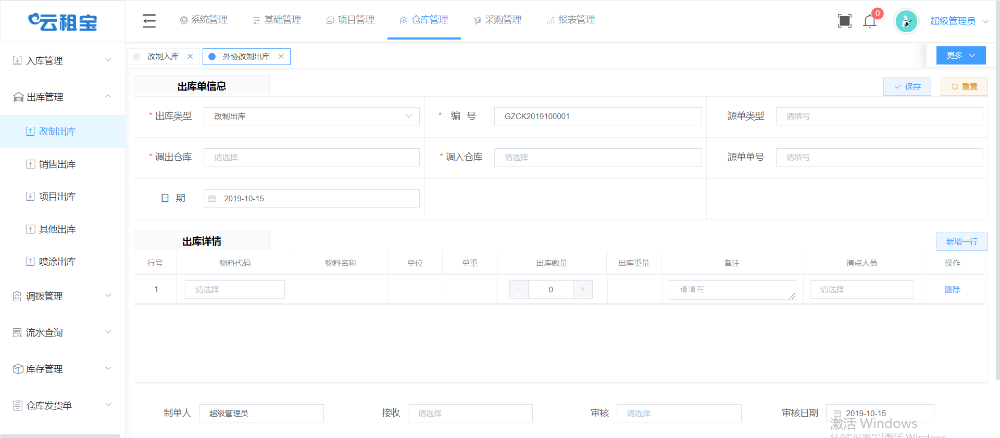 云租宝
系统管理 基础管理 项目管理 仓库管理 采购管理 报表管理
0
超级管理员
改制入库 外协改制出库
更多
入库管理
出库管理
改制出库
销售出库
项目出库
其他出库
喷涂出库
调拨管理
流水查询
库存管理
仓库发货单
出库单信息
保存 重置
* 出库类型 改制出库 * 编 号 GZCK2019100001 源单类型 请填写
* 调出仓库 请选择 * 调入仓库 请选择 源单单号 请填写
日 期 2019-10-15
出库详情
新增一行
行号 物料代码 物料名称 单位 单重 出库数量 出库重量 备注 清点人员 操作
1 请选择 − 0 + 请填写 请选择 删除
制单人 超级管理员 接收 请选择 审核 请选择 审核日期 2019-10-15
激活 Windows
转到"设置"以激活 Windows